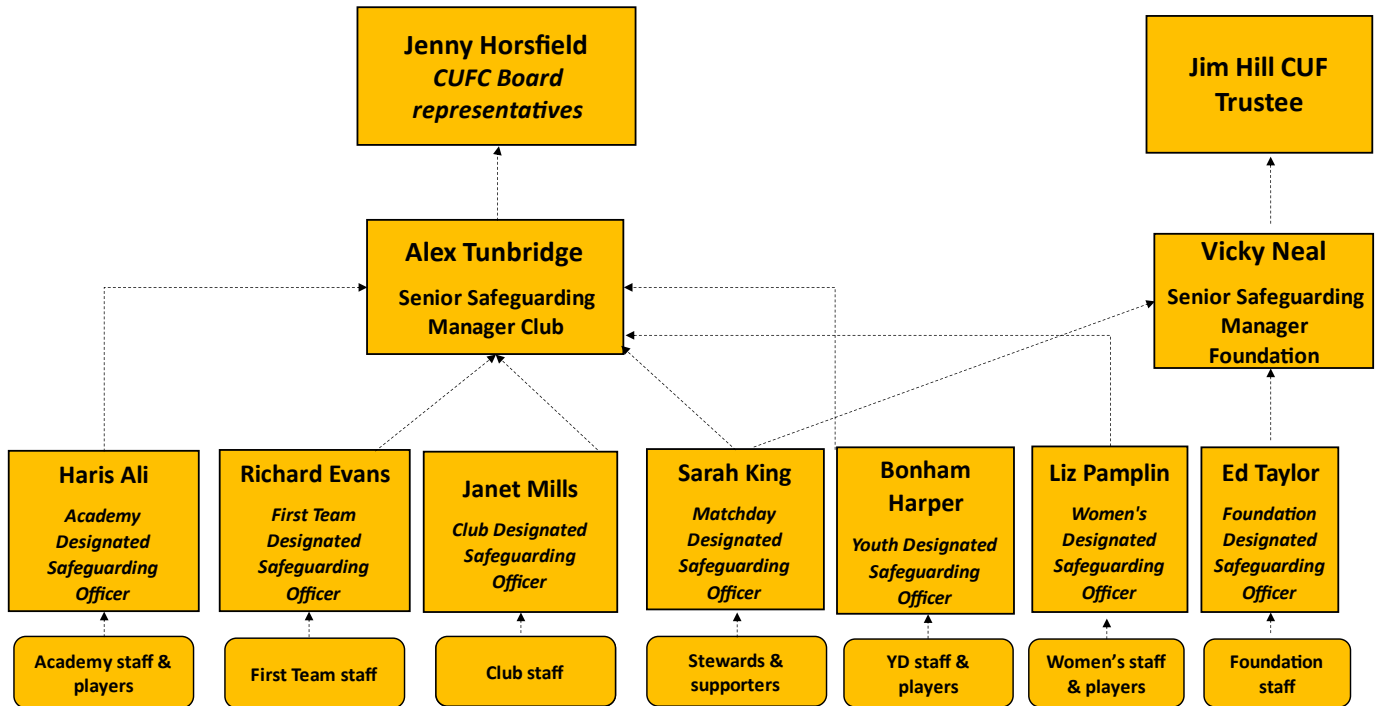 Jenny Horsfield
CUFC Board
representatives
Jim Hill CUF
Trustee
Alex Tunbridge
Senior Safeguarding
Manager Club
Vicky Neal
Senior Safeguarding
Manager
Foundation
Haris Ali
Academy
Designated
Safeguarding
Officer
Richard Evans
First Team
Designated
Safeguarding
Officer
Janet Mills
Club Designated
Safeguarding
Officer
Sarah King
Matchday
Designated
Safeguarding
Officer
Bonham
Harper
Youth Designated
Safeguarding
Officer
Liz Pamplin
Women's
Designated
Safeguarding
Officer
Ed Taylor
Foundation
Designated
Safeguarding
Officer
Academy staff &
players
First Team staff
Club staff
Stewards &
supporters
YD staff &
players
Women’s staff
& players
Foundation
staff